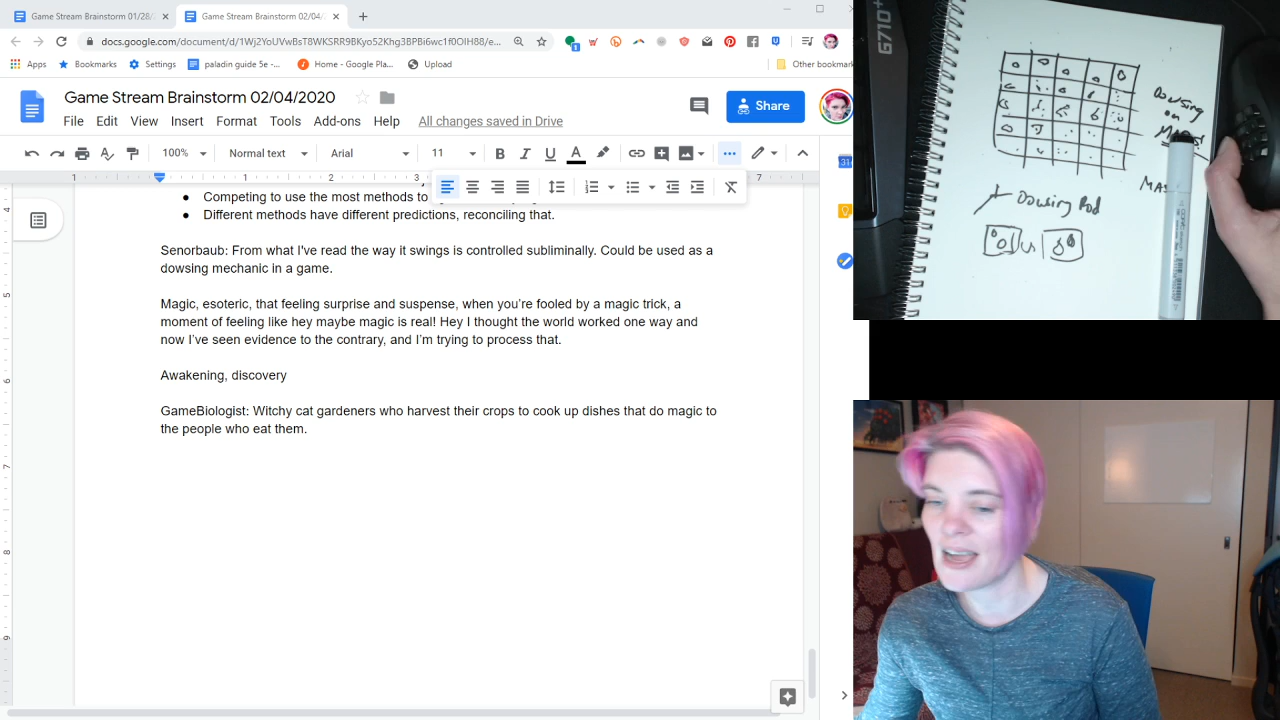 Game Stream Brainstorm 01/28/
Game Stream Brainstorm 02/04/
docs.google.com/document/d/1Wj2YoUVwBsT8WKSRR9BKyo52Khg3BPBi6wc1f0OlH88/e...
Apps
Bookmarks
Settings
paladin guide 5e -...
Home - Google Pla...
Upload
Other bookmar
Game Stream Brainstorm 02/04/2020
Share
File Edit View Insert Format Tools Add-ons Help All changes saved in Drive
100% Normal text Arial 11
Competing to use the most methods to
Different methods have different predictions, reconciling that.
Senorbaub: From what I've read the way it swings is controlled subliminally. Could be used as a
dowsing mechanic in a game.
Magic, esoteric, that feeling surprise and suspense, when you're fooled by a magic trick, a
moment of feeling like hey maybe magic is real! Hey I thought the world worked one way and
now I've seen evidence to the contrary, and I'm trying to process that.
Awakening, discovery
GameBiologist: Witchy cat gardeners who harvest their crops to cook up dishes that do magic to
the people who eat them.
G710+
Dowsing
on
Dowsing Rod